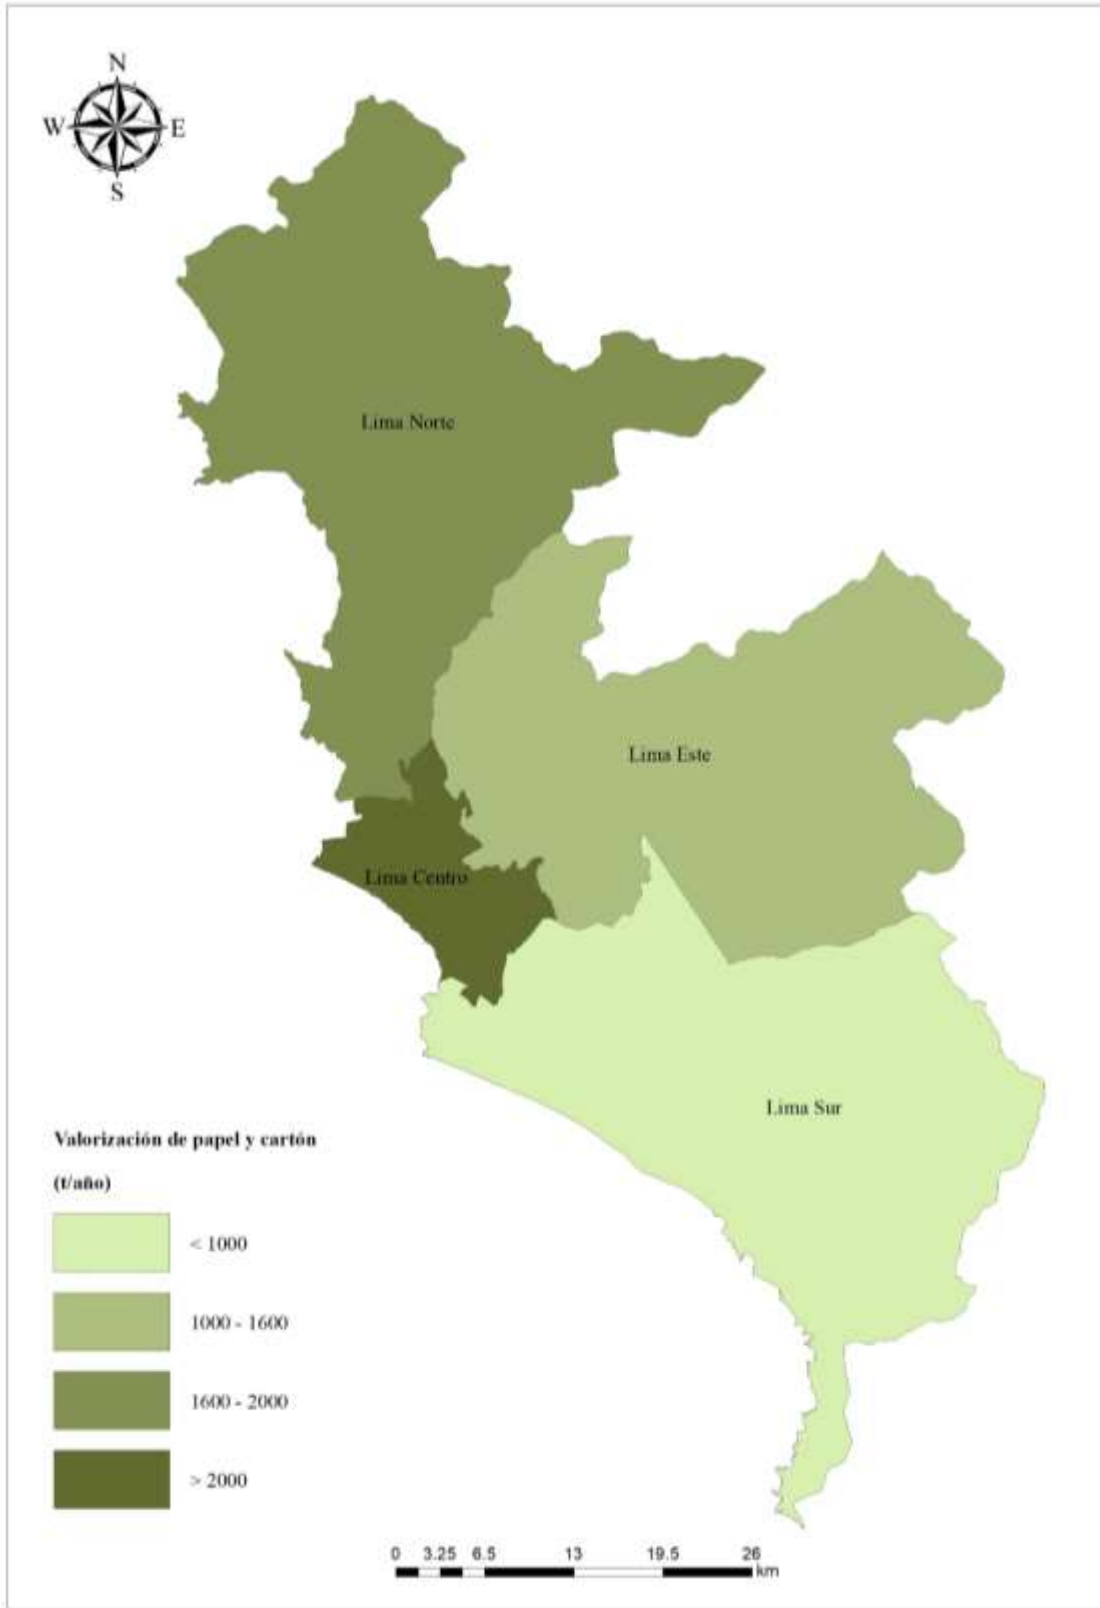 N
W E
S
Lima Norte
Lima Este
Lima Centro
Lima Sur
Valorización de papel y cartón
(t/año)
< 1000
1000 - 1600
1600 - 2000
> 2000
0 3.25 6.5 13 19.5 26
km